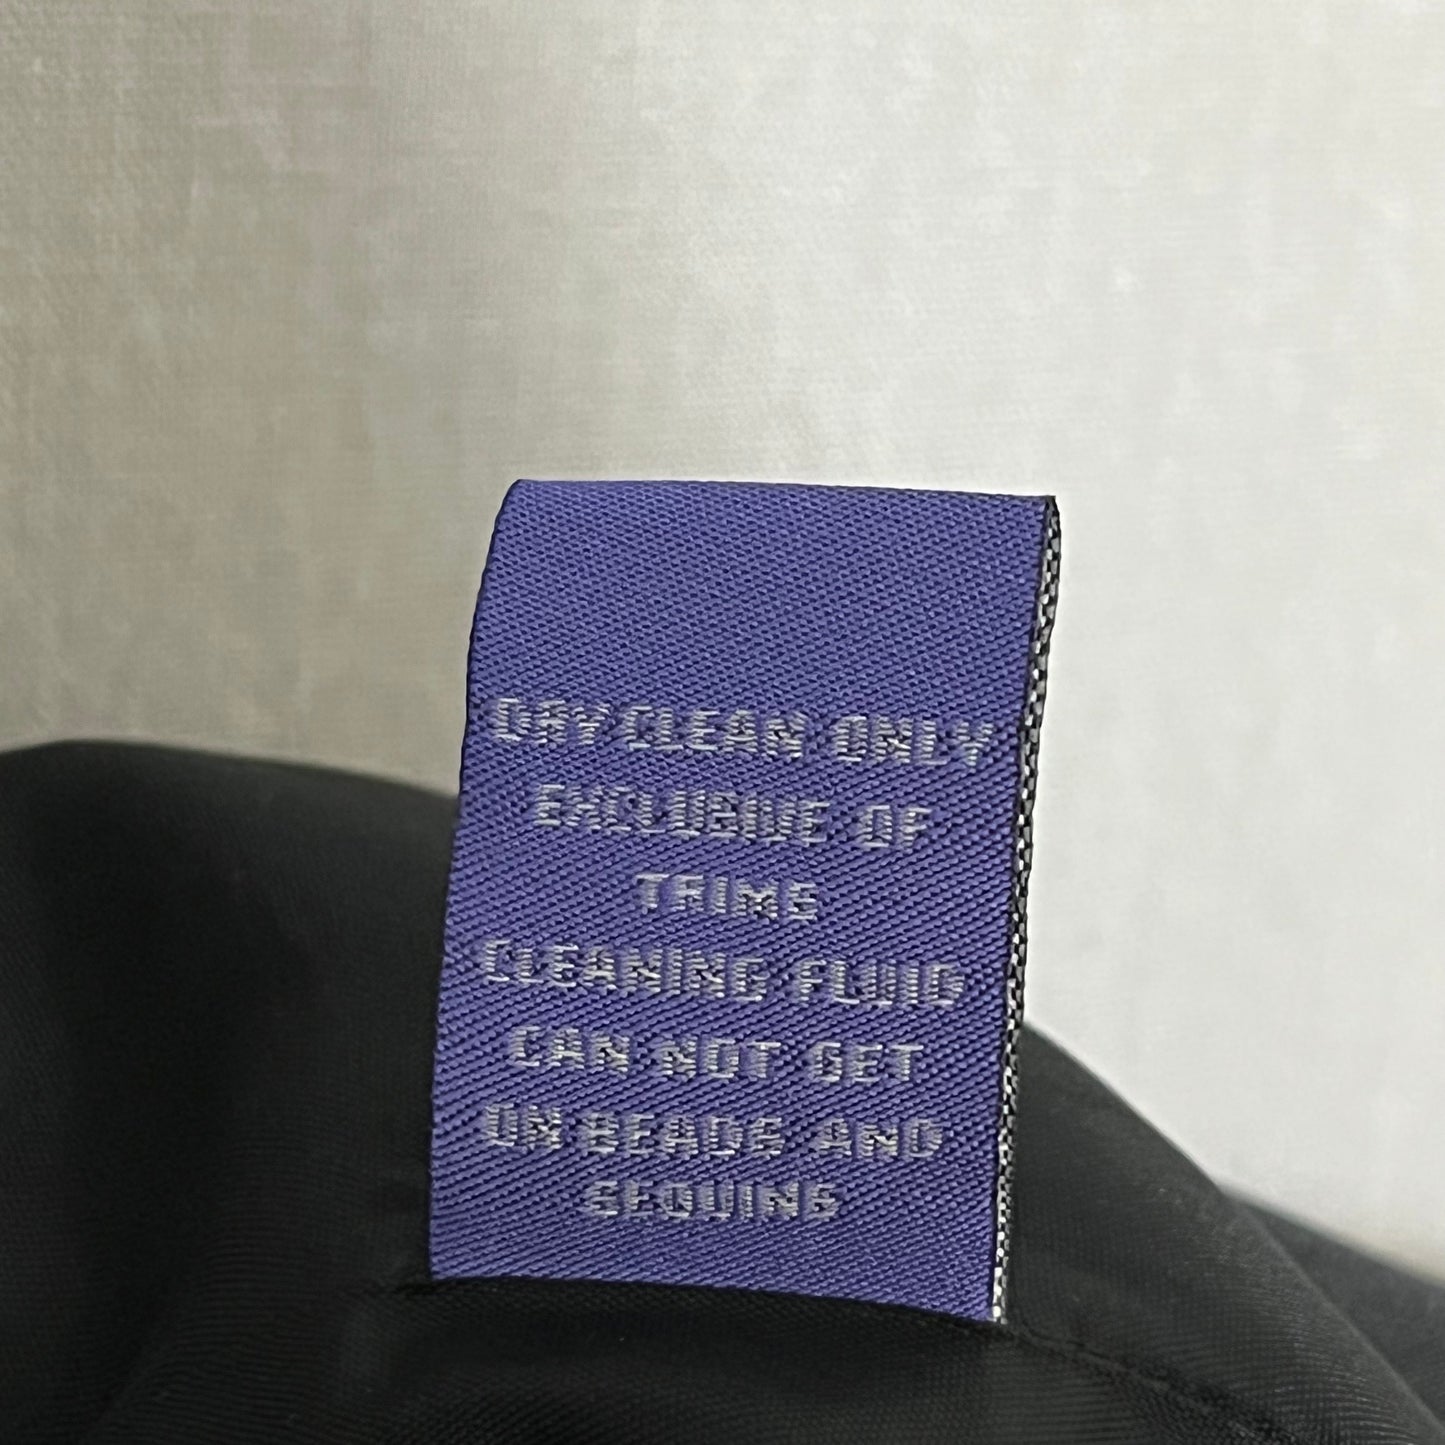 DRY CLEAN ONLY
EXCLUSIVE OF
TRIMS
CLEANING FLUID
CAN NOT GET
ON BEADS AND
SEQUINS